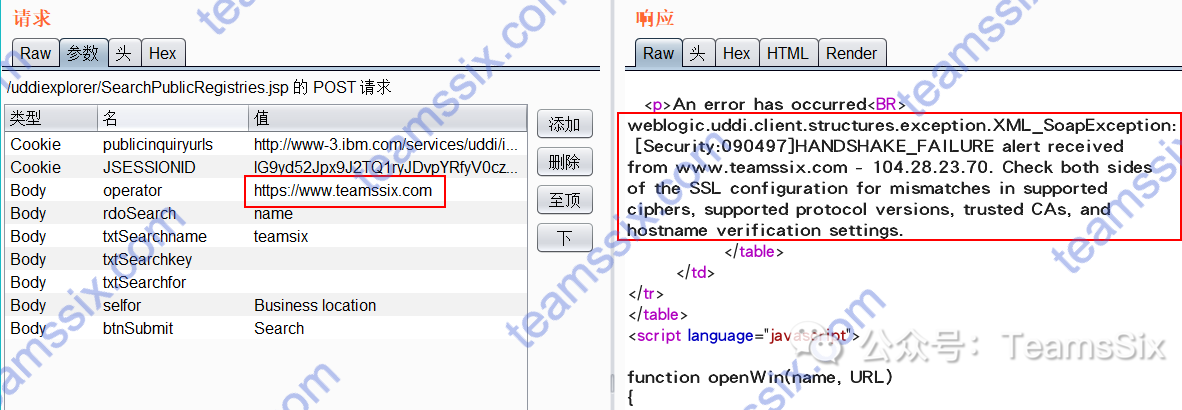 请求
Raw 参数 头 Hex
/uddiexplorer/SearchPublicRegistries.jsp 的 POST 请求
类型 名 值
Cookie publicinquiryurls http://www-3.ibm.com/services/uddi/i...
Cookie JSESSIONID IG9yd52Jpx9J2TQ1ryJDvpYRfyV0cz...
Body operator https://www.teamssix.com
Body rdoSearch name
Body txtSearchname teamsix
Body txtSearchkey
Body txtSearchfor
Body selfor Business location
Body btnSubmit Search
添加
删除
至顶
下
响应
Raw 头 Hex HTML Render
<p>An error has occurred<BR>
weblogic.uddi.client.structures.exception.XML_SoapException:
[Security:090497]HANDSHAKE_FAILURE alert received
from www.teamssix.com - 104.28.23.70. Check both sides
of the SSL configuration for mismatches in supported
ciphers, supported protocol versions, trusted CAs, and
hostname verification settings.
</table>
</td>
</tr>
</table>
<script language="javascript">
function openWin(name, URL)
{
公众号：TeamsSix
teamssix.com
teamssix.com
teamssix.com
teamssix.com